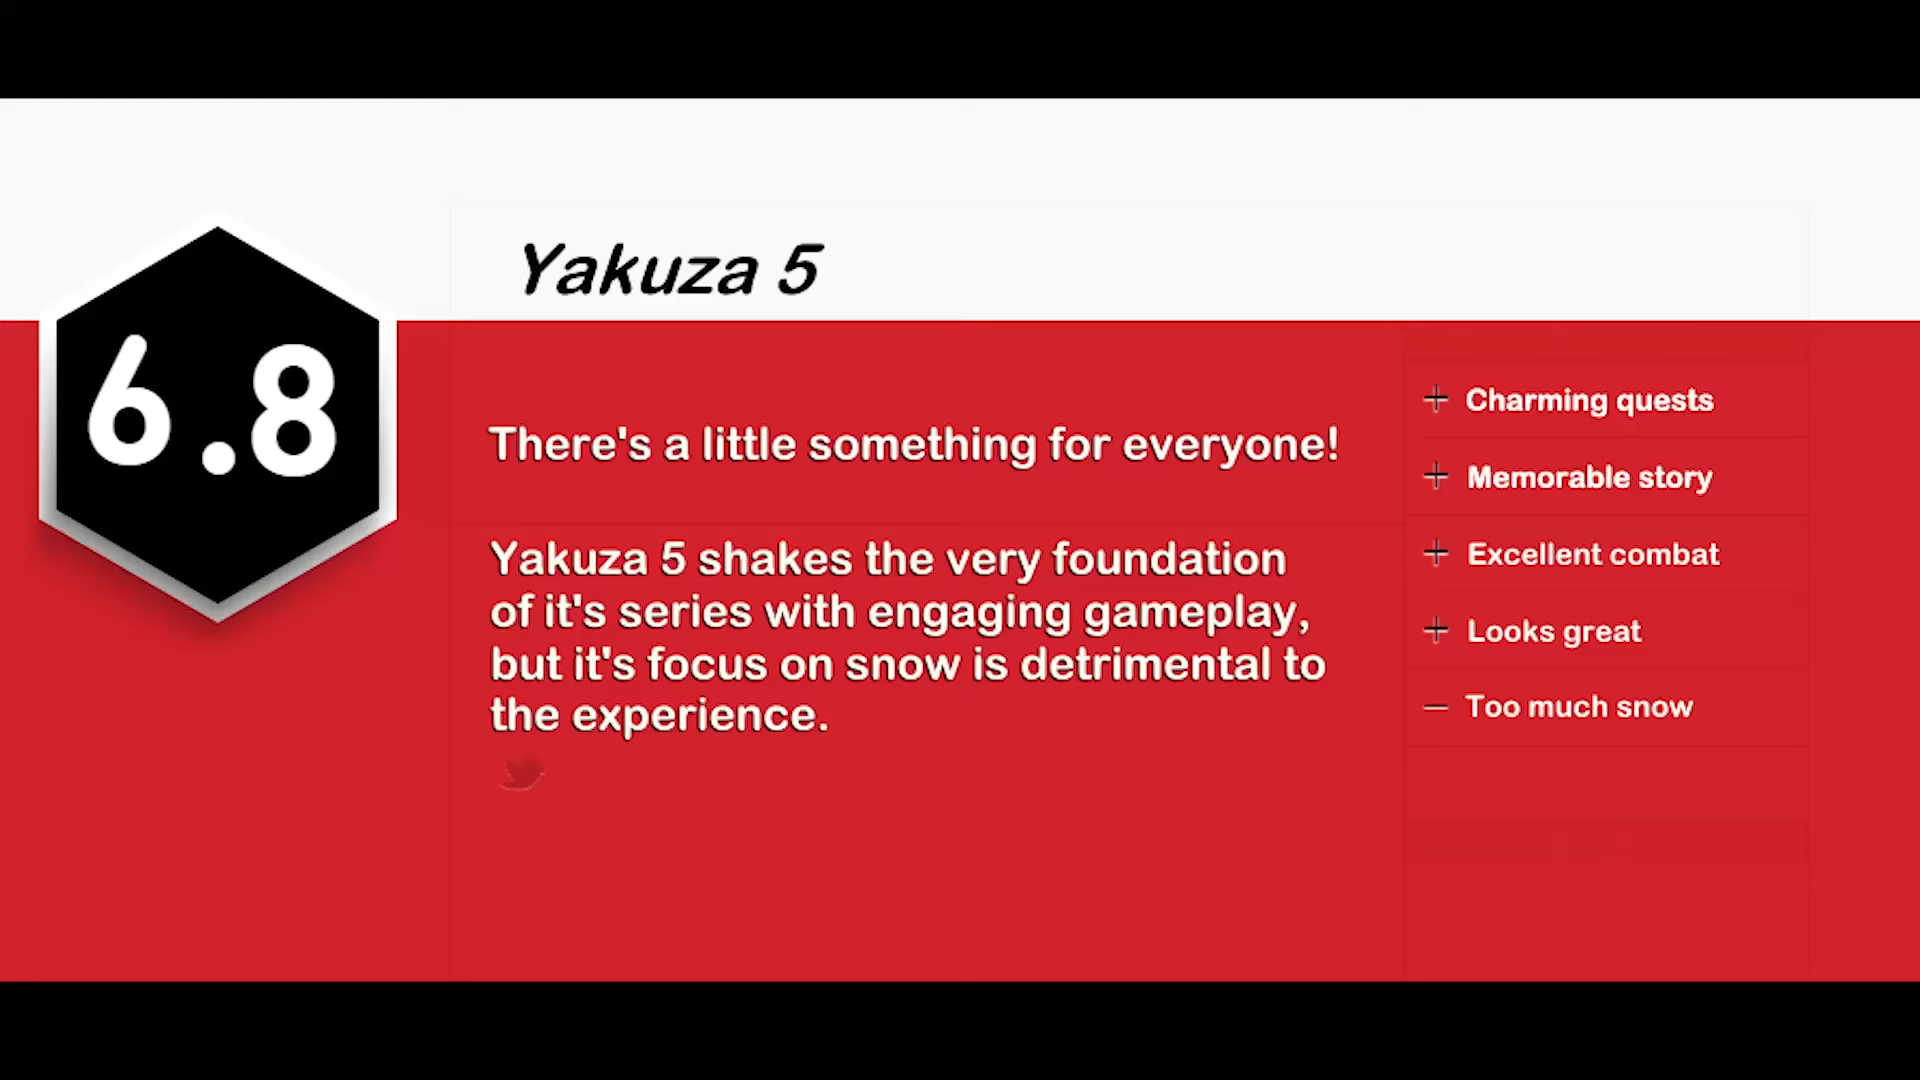 Yakuza 5
6.8
There's a little something for everyone!
Yakuza 5 shakes the very foundation
of it's series with engaging gameplay,
but it's focus on snow is detrimental to
the experience.
+ Charming quests
+ Memorable story
+ Excellent combat
+ Looks great
– Too much snow